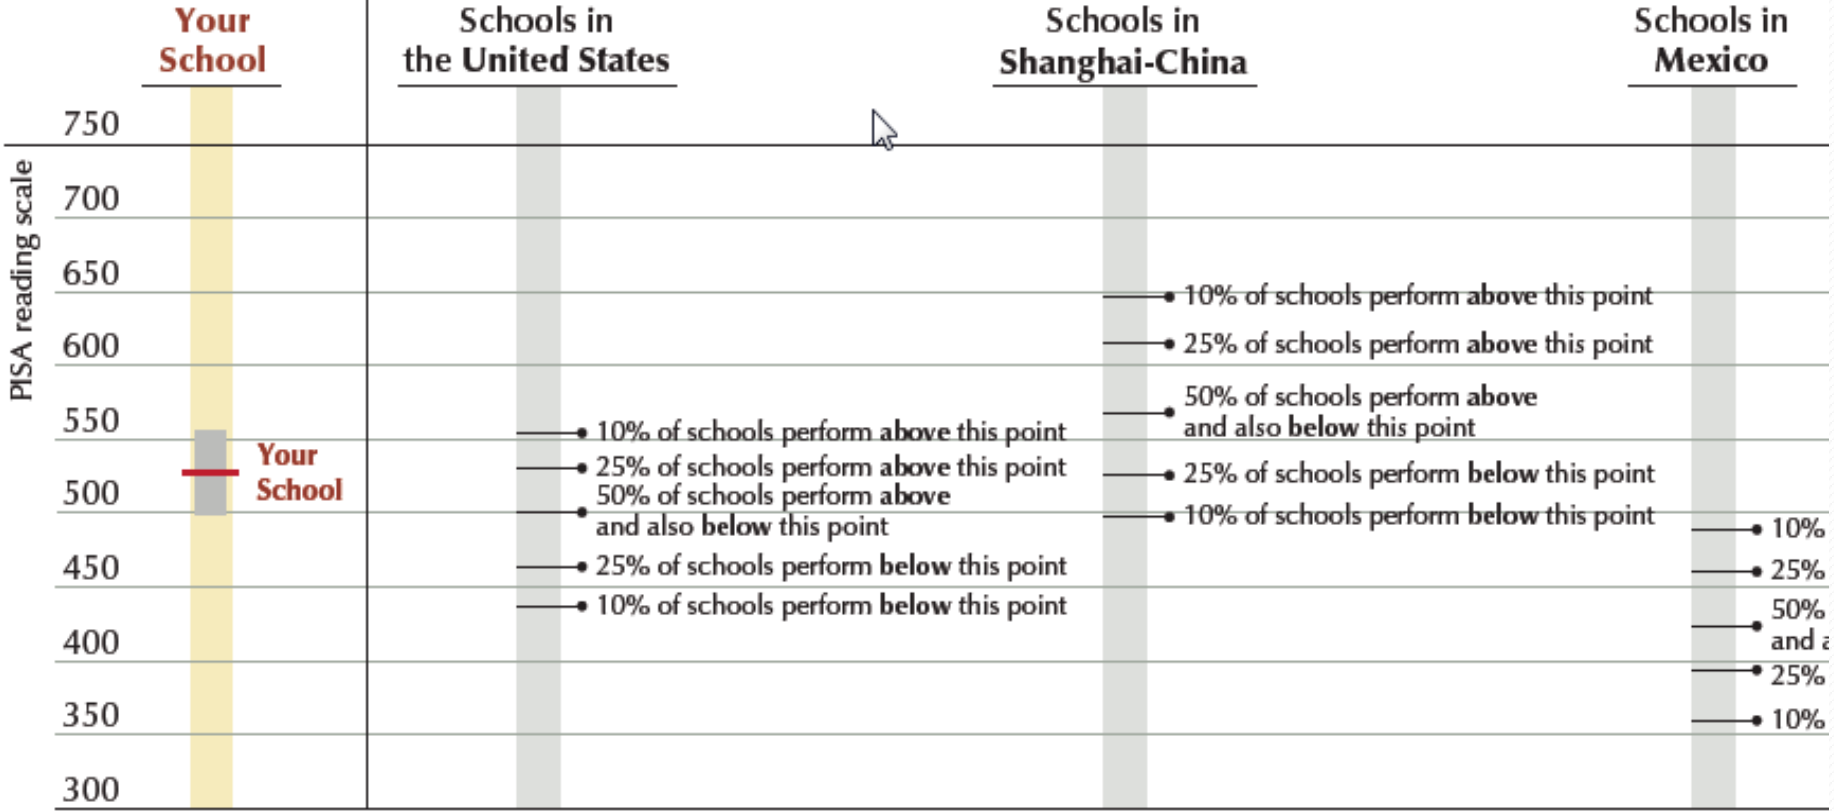 Your
School
Schools in
the United States
Schools in
Shanghai-China
Schools in
Mexico
PISA reading scale
750
700
650
600
550
500
450
400
350
300
Your
School
10% of schools perform above this point
25% of schools perform above this point
50% of schools perform above
and also below this point
25% of schools perform below this point
10% of schools perform below this point
10% of schools perform above this point
25% of schools perform above this point
50% of schools perform above
and also below this point
25% of schools perform below this point
10% of schools perform below this point
10%
25%
50%
and a
25%
10%